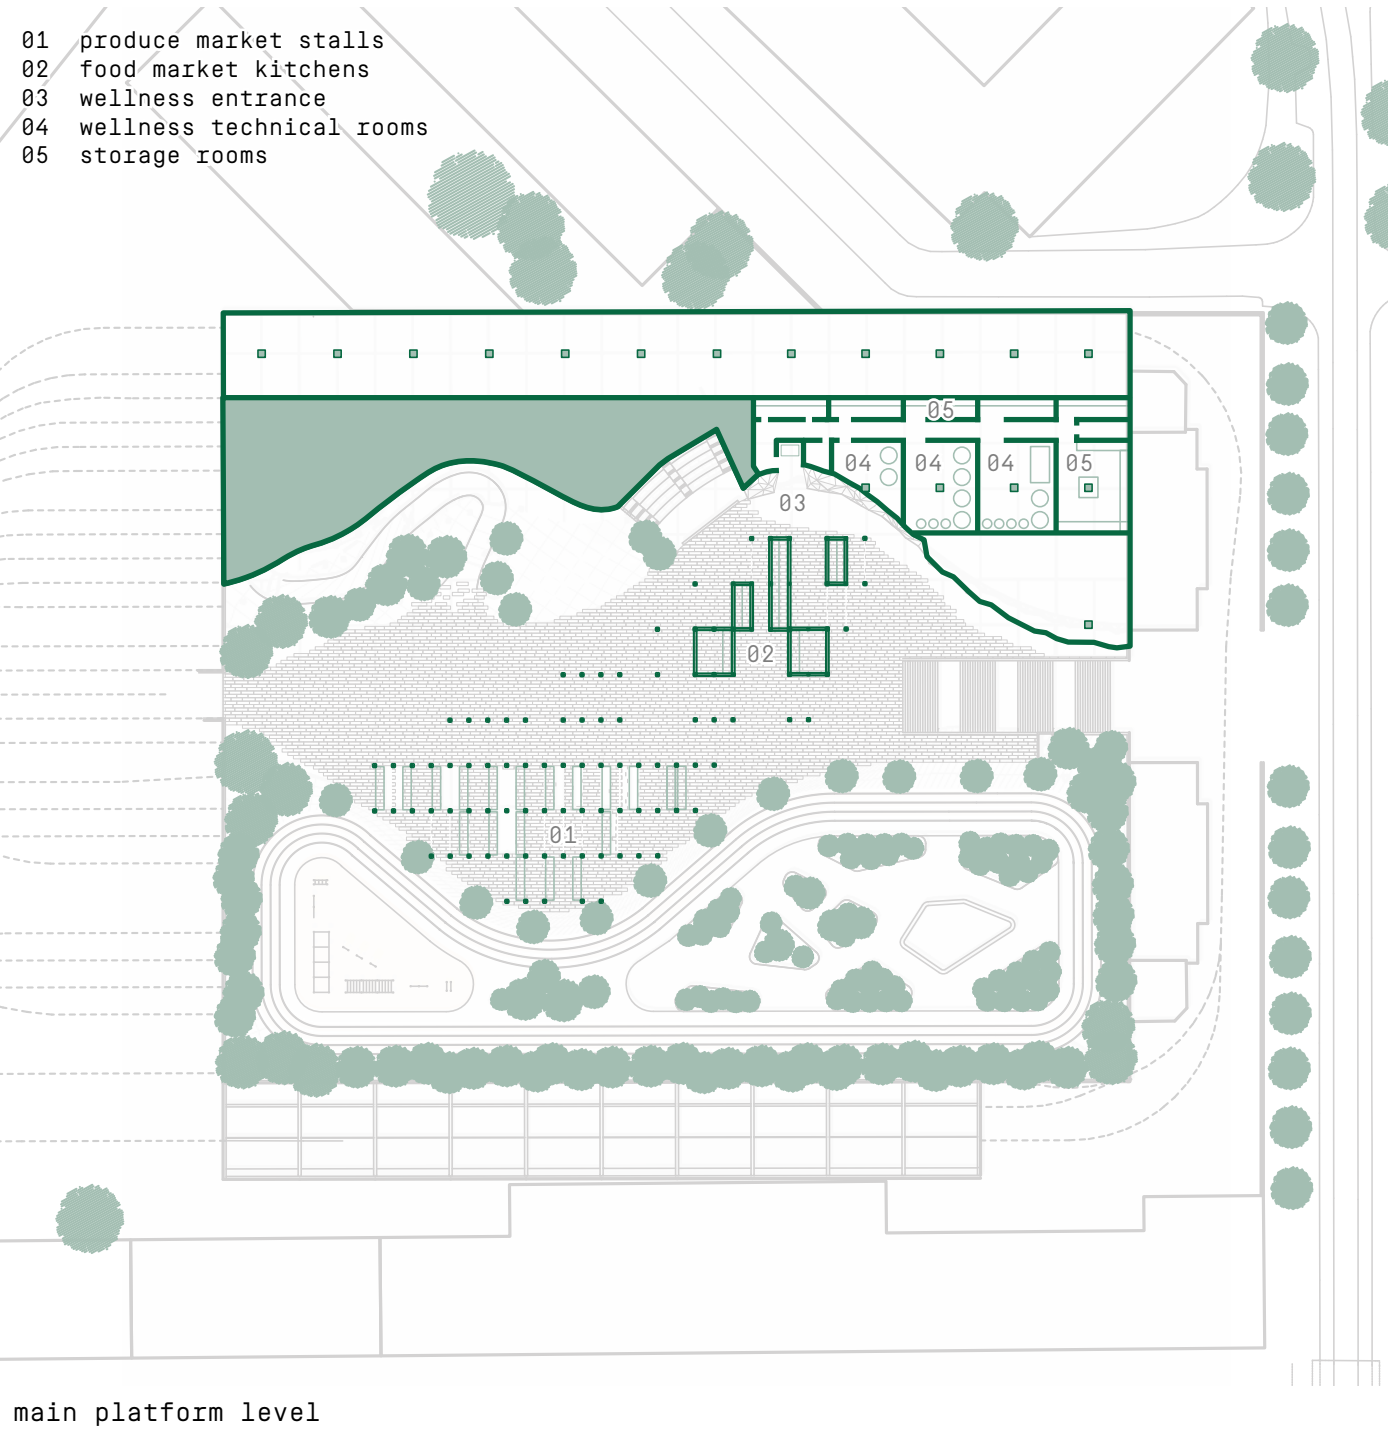 01 produce market stalls
02 food market kitchens
03 wellness entrance
04 wellness technical rooms
05 storage rooms
05
04 04 04 05
03
02
01
main platform level